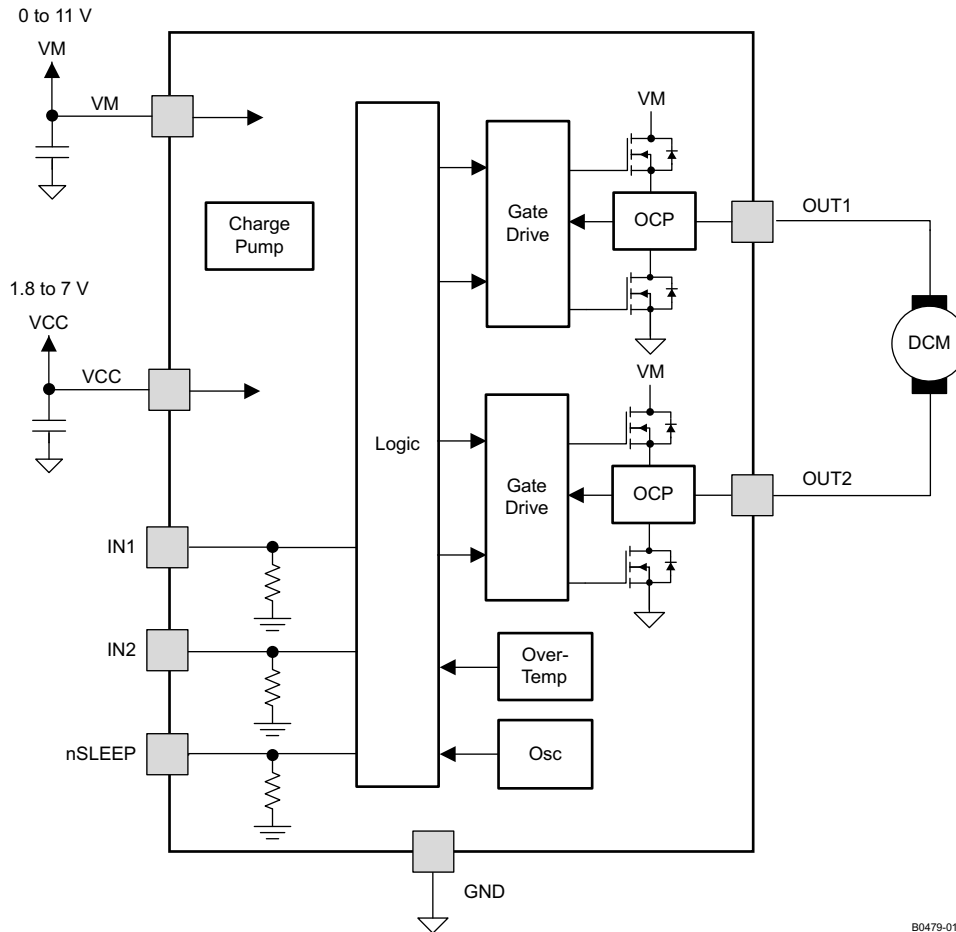 0 to 11 V
VM
VM
VM
Charge
Pump
Gate
Drive
OCP
OUT1
1.8 to 7 V
VCC
VCC
DCM
VM
Logic
Gate
Drive
OCP
OUT2
IN1
IN2
Over-
Temp
nSLEEP
Osc
GND
B0479-01